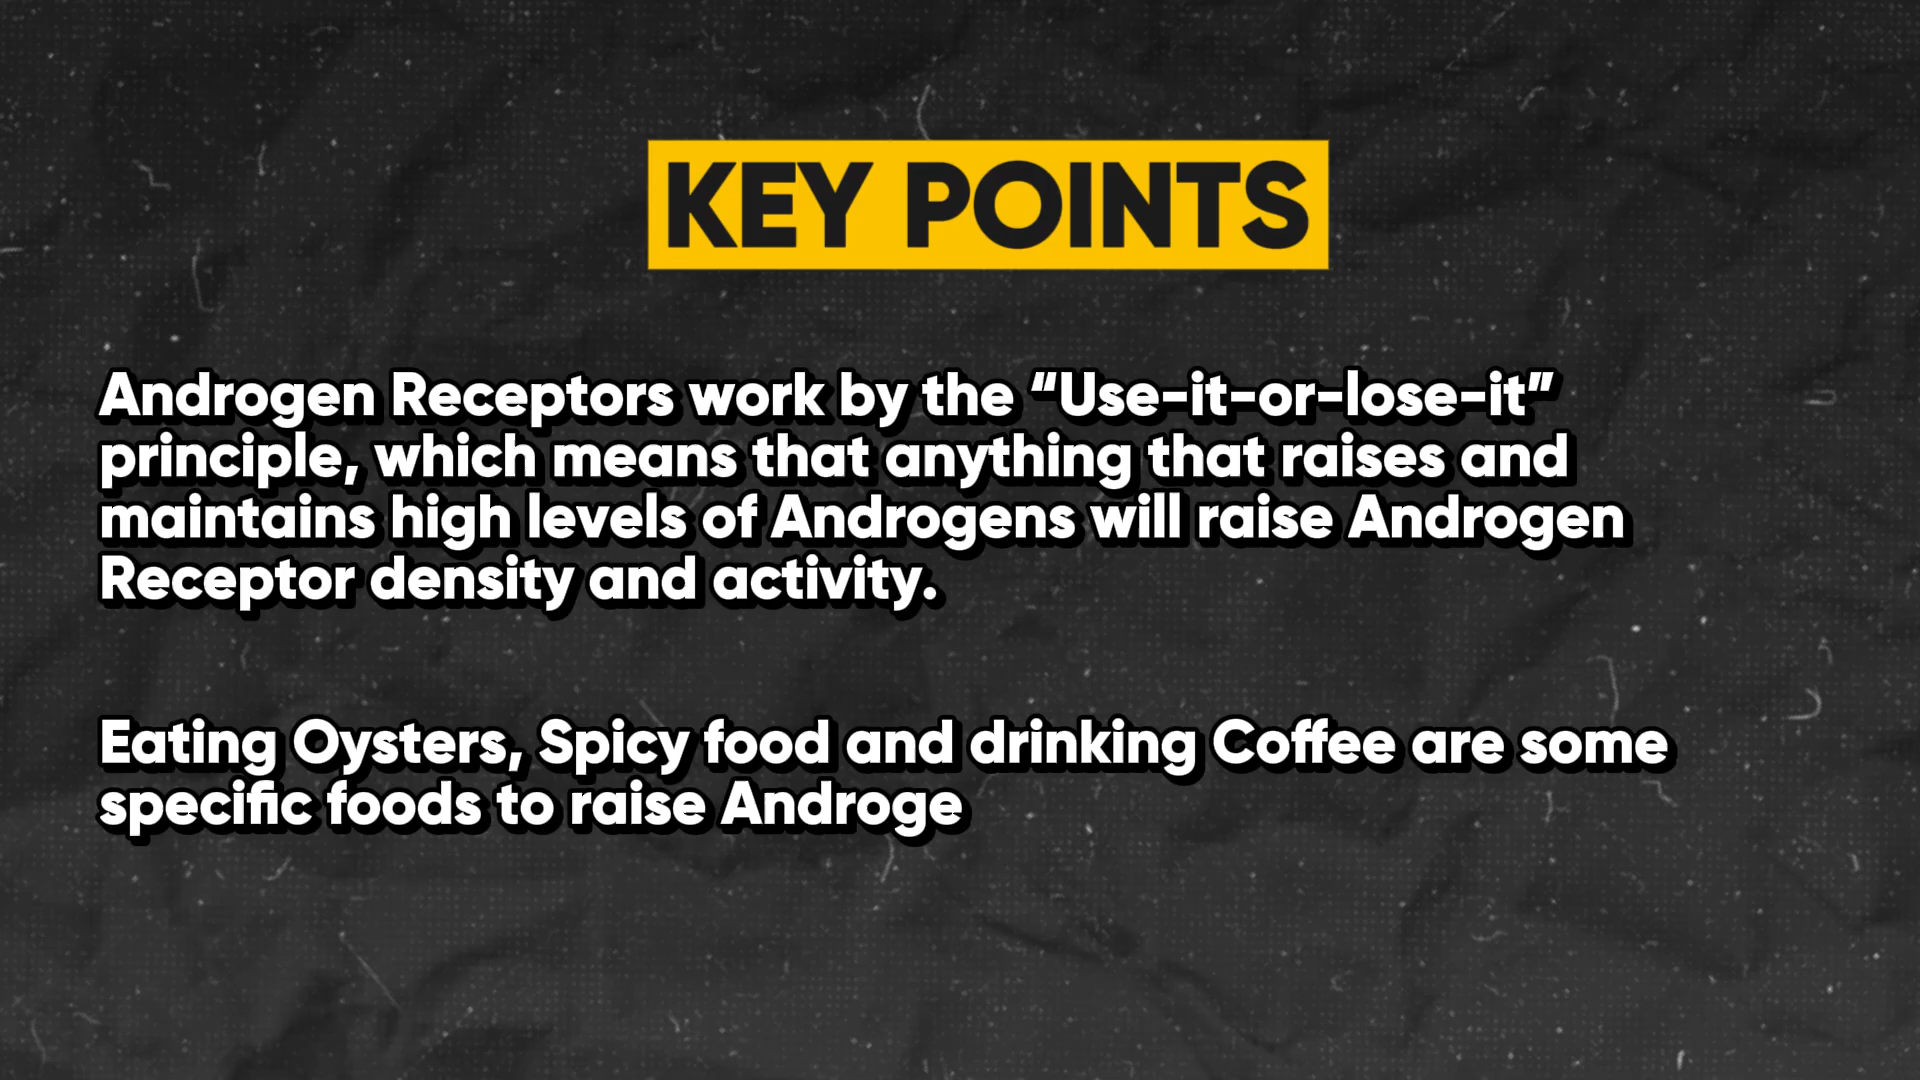 KEY POINTS
Androgen Receptors work by the “Use-it-or-lose-it”
principle, which means that anything that raises and
maintains high levels of Androgens will raise Androgen
Receptor density and activity.
Eating Oysters, Spicy food and drinking Coffee are some
specific foods to raise Androge